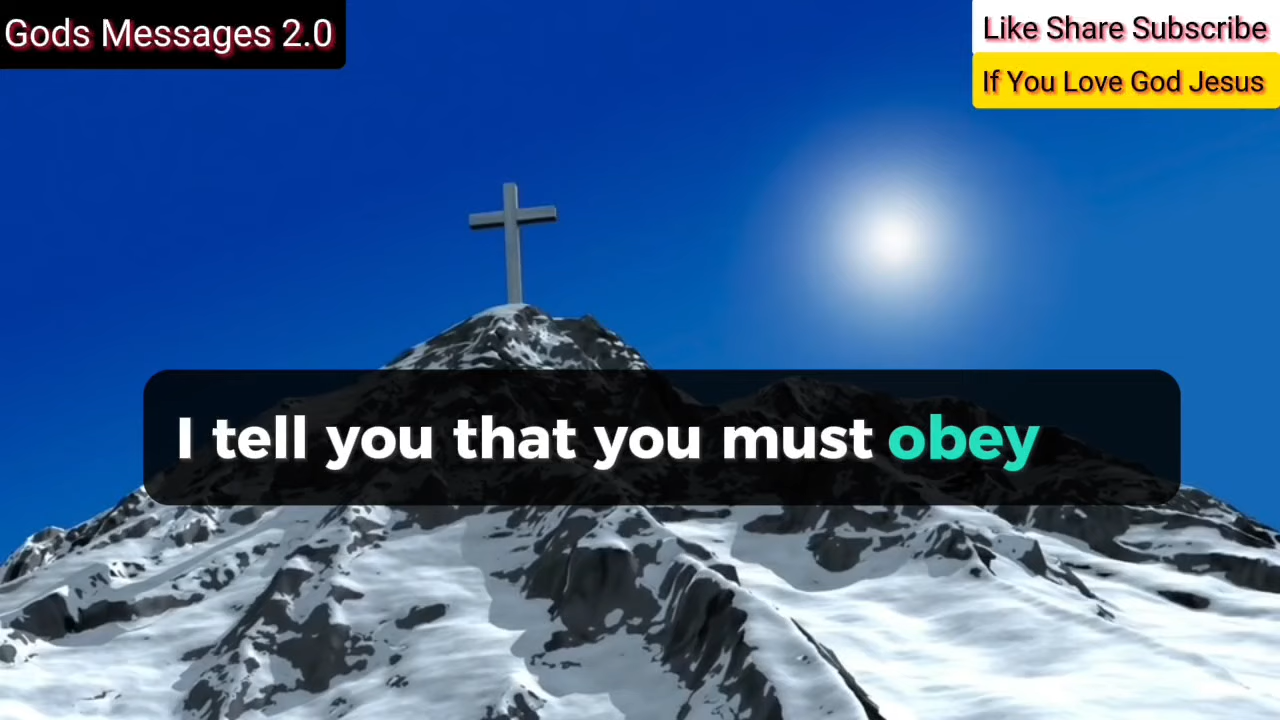 Gods Messages 2.0
Like Share Subscribe
If You Love God Jesus
I tell you that you must obey